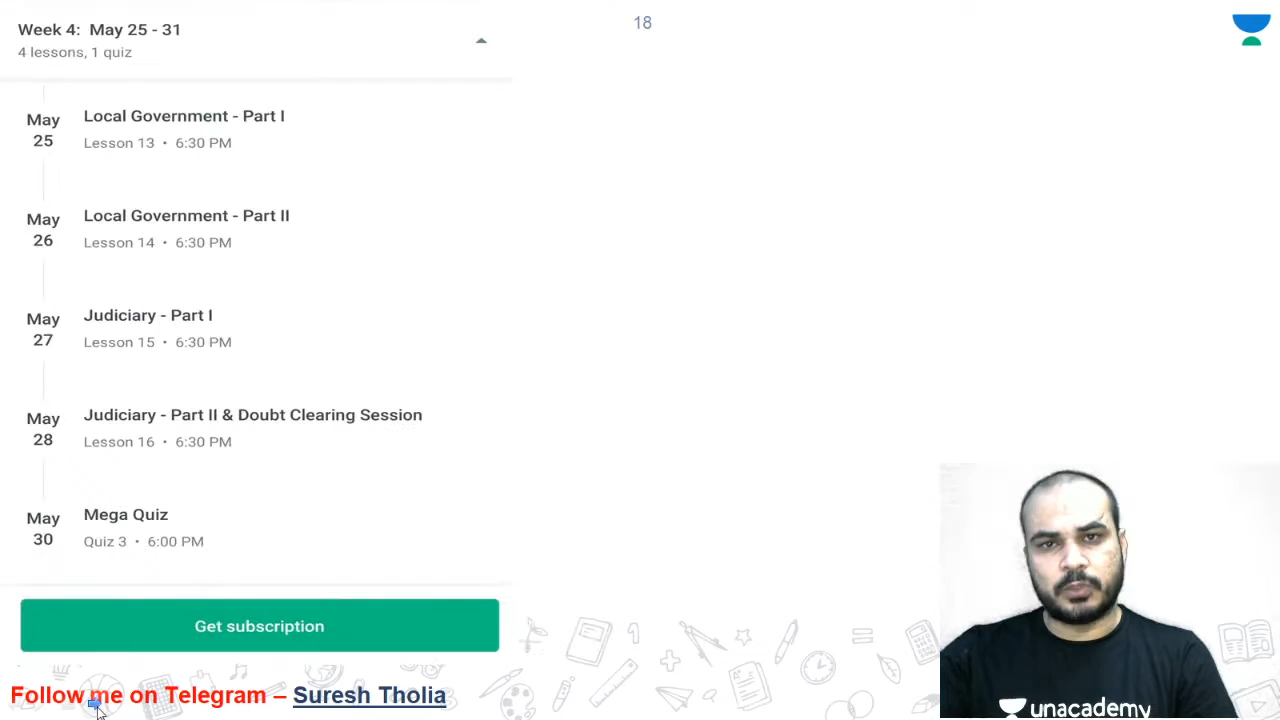 Week 4: May 25 - 31
4 lessons, 1 quiz
18
May 25
Local Government - Part I
Lesson 13 • 6:30 PM
May 26
Local Government - Part II
Lesson 14 • 6:30 PM
May 27
Judiciary - Part I
Lesson 15 • 6:30 PM
May 28
Judiciary - Part II & Doubt Clearing Session
Lesson 16 • 6:30 PM
May 30
Mega Quiz
Quiz 3 • 6:00 PM
Get subscription
Follow me on Telegram – Suresh Tholia
unacademy